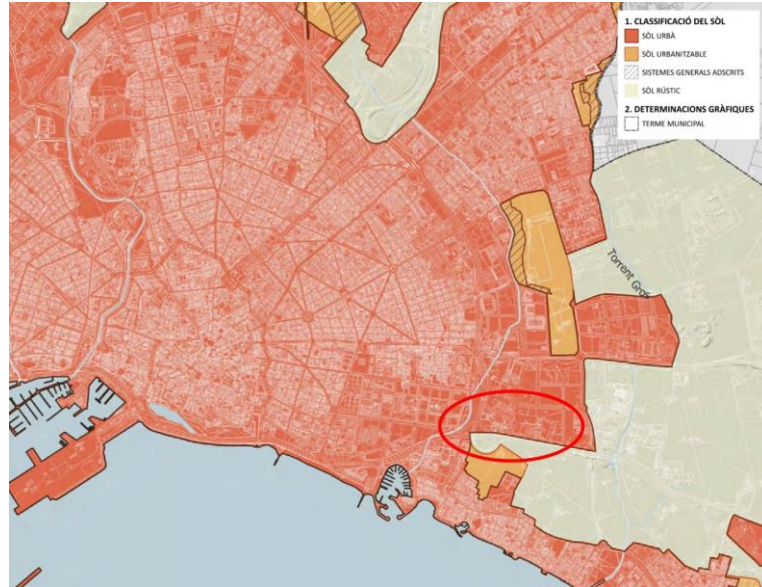 1. CLASSIFICACIÓ DEL SÒL
SÒL URBÀ
SÒL URBANITZABLE
SISTEMES GENERALS ADSCRITS
SÒL RÚSTIC
2. DETERMINACIONS GRÀFIQUES
TERME MUNICIPAL
Torrent Gros